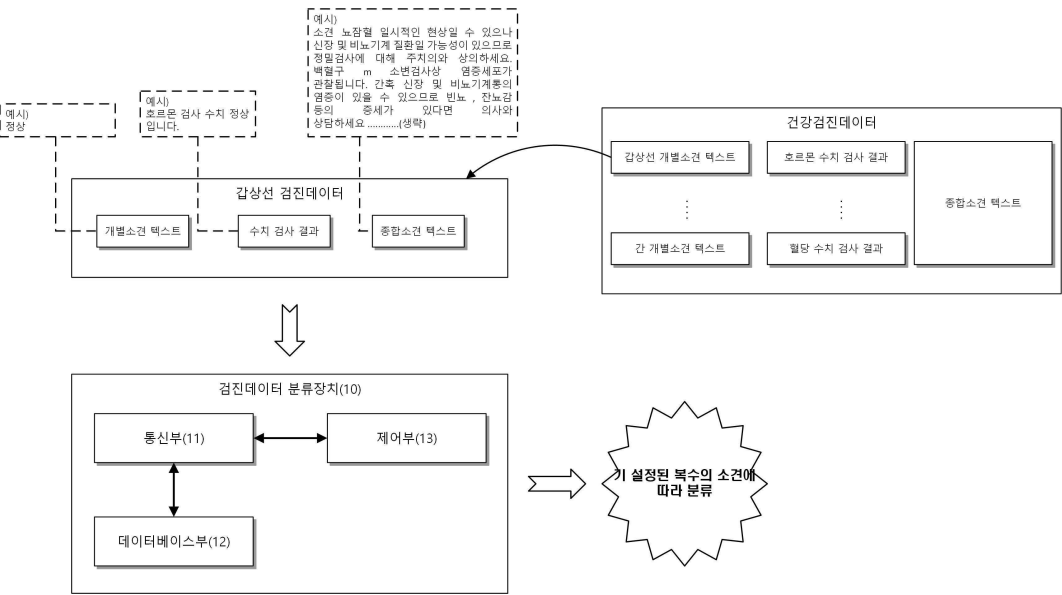 예시)
소견 뇨잠혈 일시적인 현상일 수 있으나
신장 및 비뇨기계 질환일 가능성이 있으므로
정밀검사에 대해 주치의와 상의하세요.
백혈구 m 소변검사상 염증세포가
관찰됩니다. 간혹 신장 및 비뇨기계통의
염증이 있을 수 있으므로 빈뇨 , 잔뇨감
등의 증세가 있다면 의사와
상담하세요 ............(생략)
예시)
정상
예시)
호르몬 검사 수치 정상
입니다.
갑상선 검진데이터
개별소견 텍스트
수치 검사 결과
종합소견 텍스트
건강검진데이터
갑상선 개별소견 텍스트
호르몬 수치 검사 결과
종합소견 텍스트
간 개별소견 텍스트
혈당 수치 검사 결과
검진데이터 분류장치(10)
통신부(11)
제어부(13)
데이터베이스부(12)
기 설정된 복수의 소견에
따라 분류